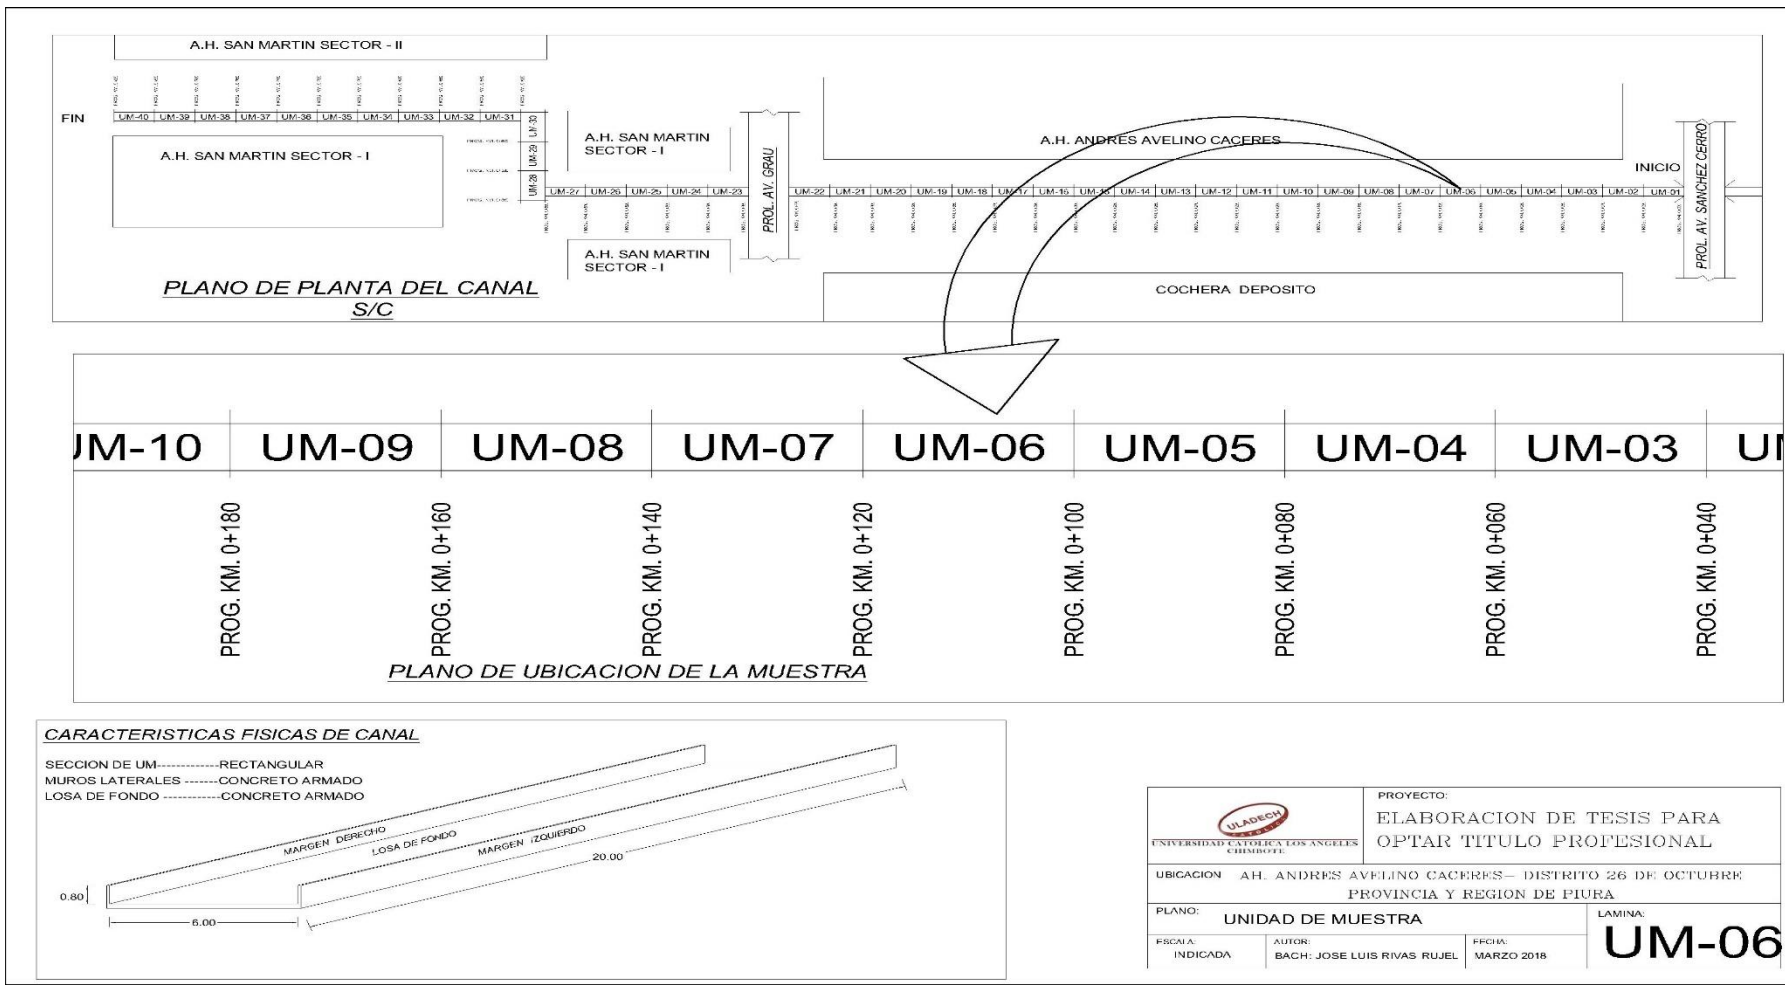 A.H. SAN MARTIN SECTOR - II
FIN
UM-40 UM-39 UM-38 UM-37 UM-36 UM-35 UM-34 UM-33 UM-32 UM-31
UM-30
UM-29
UM-28
A.H. SAN MARTIN SECTOR - I
A.H. SAN MARTIN
SECTOR - I
PROL. AV. GRAU
A.H. ANDRES AVELINO CACERES
INICIO
PROL. AV. SANCHEZ CERRO
UM-27 UM-26 UM-25 UM-24 UM-23 UM-22 UM-21 UM-20 UM-19 UM-18 UM-17 UM-16 UM-15 UM-14 UM-13 UM-12 UM-11 UM-10 UM-09 UM-08 UM-07 UM-06 UM-05 UM-04 UM-03 UM-02 UM-01
A.H. SAN MARTIN
SECTOR - I
COCHERA DEPOSITO
PLANO DE PLANTA DEL CANAL
S/C
UM-10 UM-09 UM-08 UM-07 UM-06 UM-05 UM-04 UM-03
PROG. KM. 0+180
PROG. KM. 0+160
PROG. KM. 0+140
PROG. KM. 0+120
PROG. KM. 0+100
PROG. KM. 0+080
PROG. KM. 0+060
PROG. KM. 0+040
PLANO DE UBICACION DE LA MUESTRA
CARACTERISTICAS FISICAS DE CANAL
SECCION DE UM------------RECTANGULAR
MUROS LATERALES ------CONCRETO ARMADO
LOSA DE FONDO ----------CONCRETO ARMADO
MARGEN DERECHO
LOSA DE FONDO
MARGEN IZQUIERDO
20.00
0.80
6.00
ULADECH
CATOLICA
UNIVERSIDAD CATOLICA LOS ANGELES
CHIMBOTE
PROYECTO:
ELABORACION DE TESIS PARA
OPTAR TITULO PROFESIONAL
UBICACION AH. ANDRES AVELINO CACERES– DISTRITO 26 DE OCTUBRE
PROVINCIA Y REGION DE PIURA
PLANO:
UNIDAD DE MUESTRA
LAMINA:
UM-06
ESCALA:
INDICADA
AUTOR:
BACH: JOSE LUIS RIVAS RUJEL
FECHA:
MARZO 2018